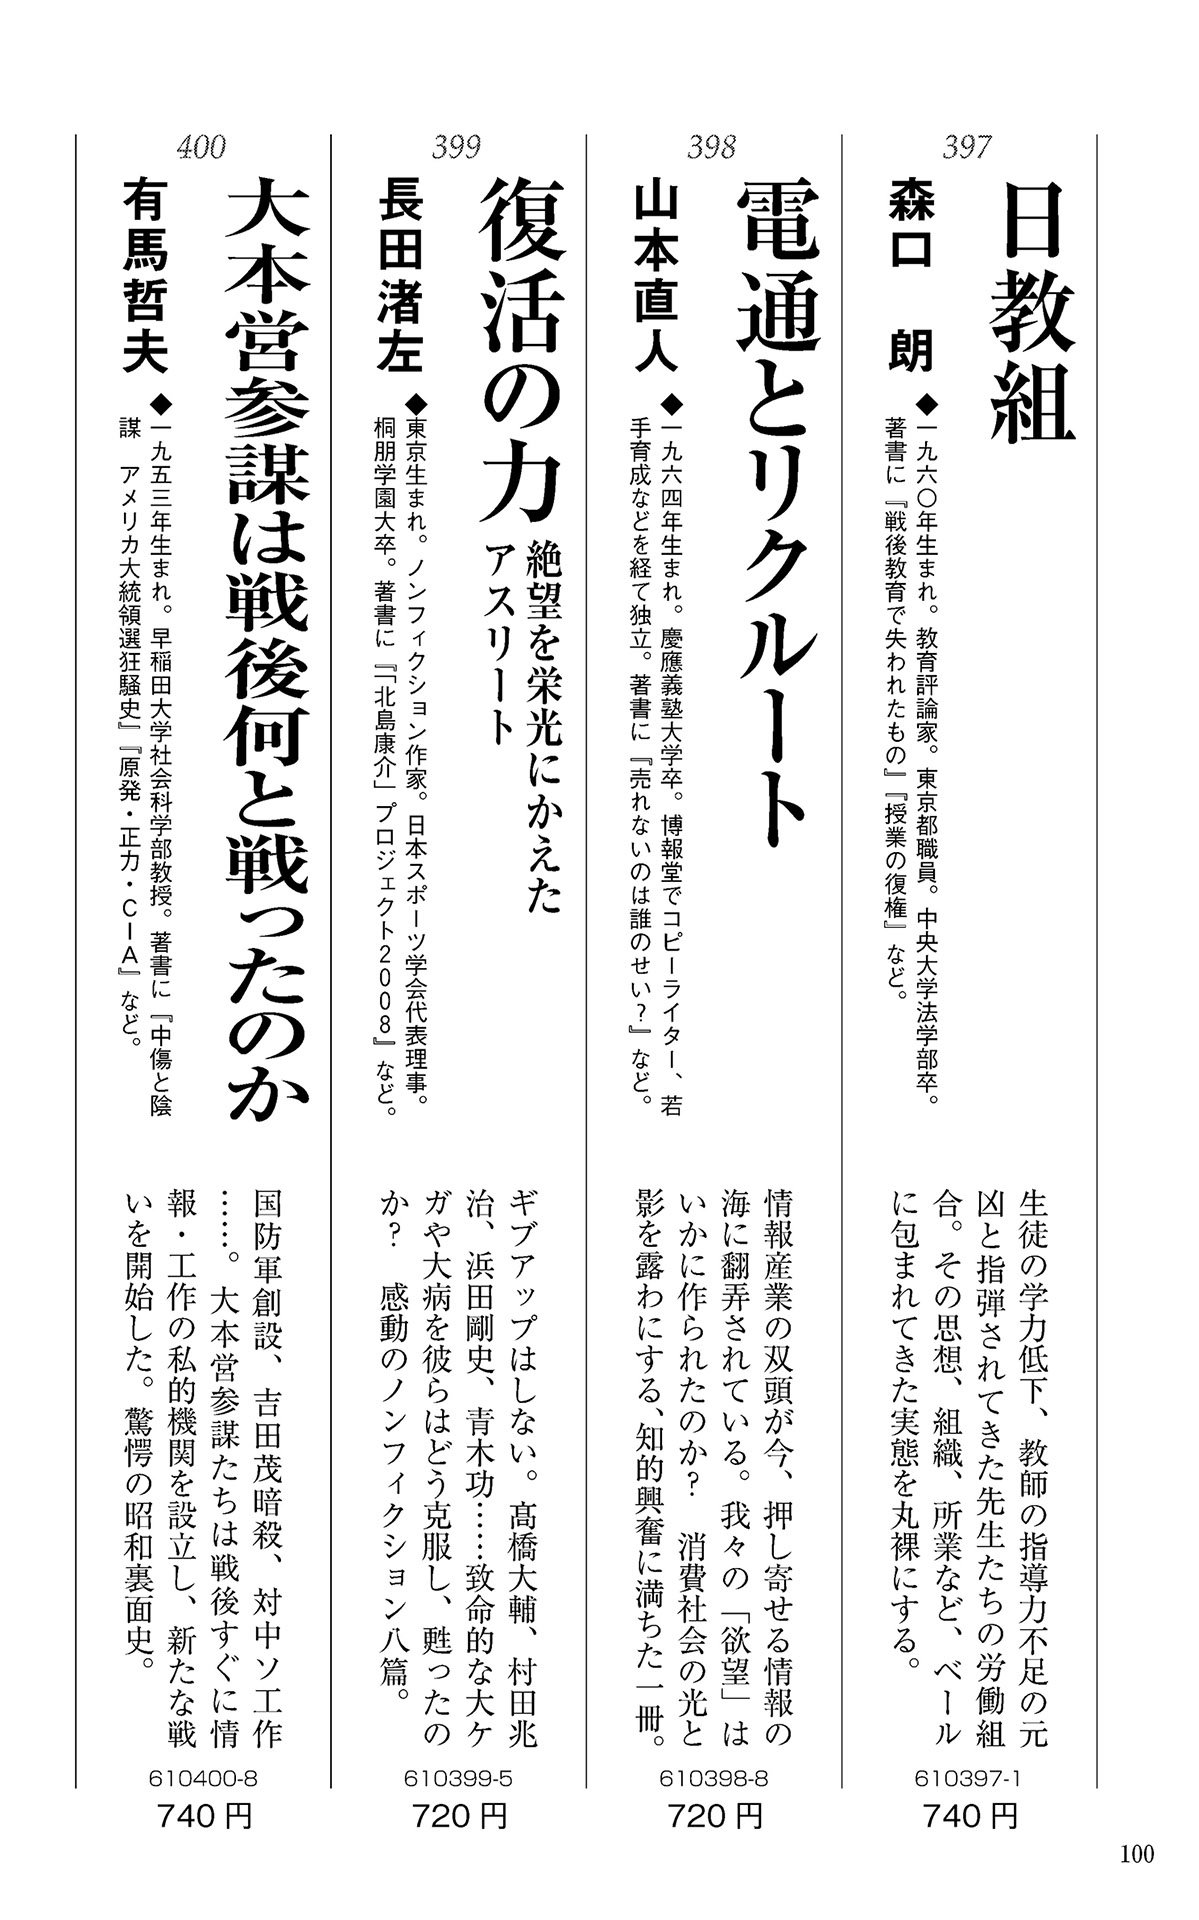 397
日教組
森口　朗
◆一九六〇年生まれ。教育評論家。東京都職員。中央大学法学部卒。
著書に『戦後教育で失われたもの』『授業の復権』など。
生徒の学力低下、教師の指導力不足の元
凶と指弾されてきた先生たちの労働組
合。その思想、組織、所業など、ベール
に包まれてきた実態を丸裸にする。
610397-1
740円
398
電通とリクルート
山本直人
◆一九六四年生まれ。慶應義塾大学卒。博報堂でコピーライター、若
手育成などを経て独立。著書に『売れないのは誰のせい？』など。
情報産業の双頭が今、押し寄せる情報の
海に翻弄されている。我々の「欲望」は
いかに作られたのか？　消費社会の光と
影を露わにする、知的興奮に満ちた一冊。
610398-8
720円
399
復活の力
絶望を栄光にかえた
アスリート
長田渚左
◆東京生まれ。ノンフィクション作家。日本スポーツ学会代表理事。
桐朋学園大卒。著書に『「北島康介」プロジェクト2008』など。
ギブアップはしない。髙橋大輔、村田兆
治、浜田剛史、青木功……致命的な大ケ
ガや大病を彼らはどう克服し、甦ったの
か？　感動のノンフィクション八篇。
610399-5
720円
400
大本営参謀は戦後何と戦ったのか
有馬哲夫
◆一九五三年生まれ。早稲田大学社会科学部教授。著書に『中傷と陰
謀　アメリカ大統領選狂騒史』『原発・正力・CIA』など。
国防軍創設、吉田茂暗殺、対中ソ工作
……。大本営参謀たちは戦後すぐに情
報・工作の私的機関を設立し、新たな戦
いを開始した。驚愕の昭和裏面史。
610400-8
740円
100